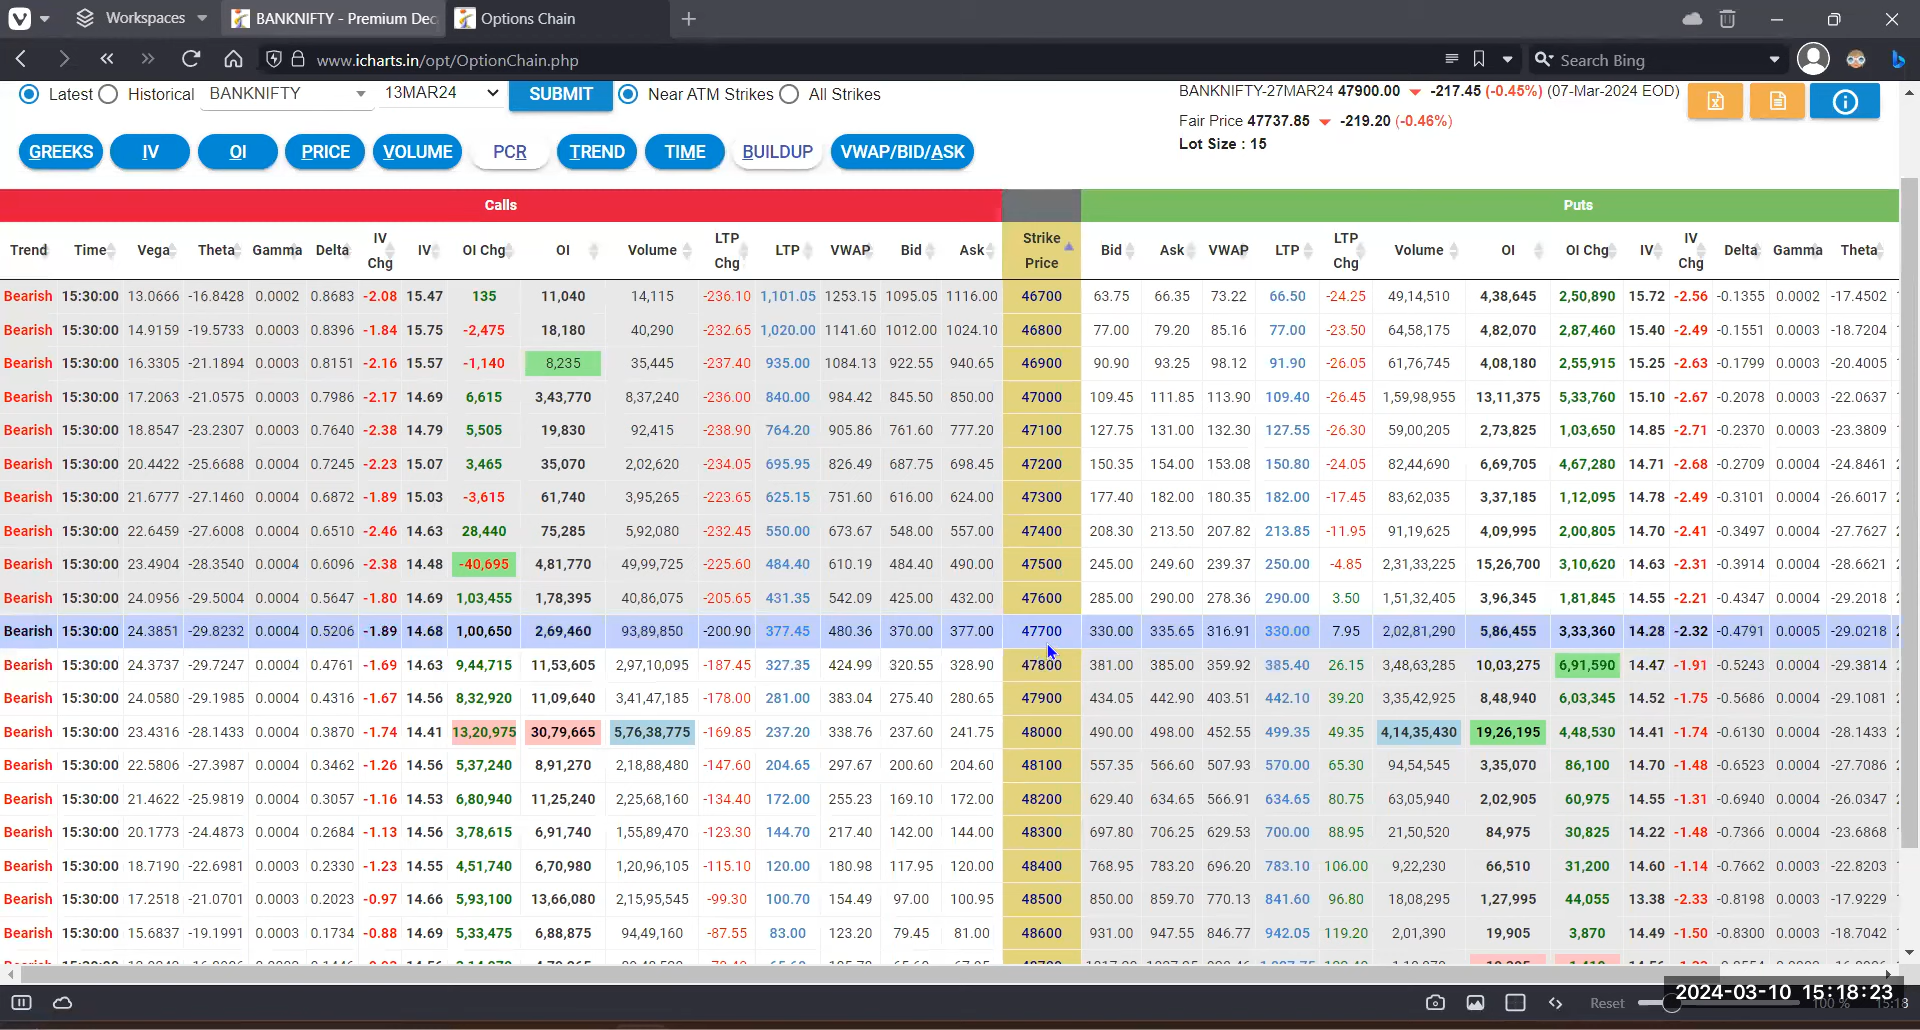 Workspaces BANKNIFTY - Premium Dec Options Chain
www.icharts.in/opt/OptionChain.php Search Bing
Latest Historical BANKNIFTY 13MAR24 SUBMIT Near ATM Strikes All Strikes
BANKNIFTY-27MAR24 47900.00 -217.45 (-0.45%) (07-Mar-2024 EOD)
Fair Price 47737.85 -219.20 (-0.46%)
Lot Size : 15
GREEKS IV OI PRICE VOLUME PCR TREND TIME BUILDUP VWAP/BID/ASK
Calls Puts
Trend Time Vega Theta Gamma Delta IV Chg IV OI Chg OI Volume LTP Chg LTP VWAP Bid Ask Strike Price Bid Ask VWAP LTP LTP Chg Volume OI OI Chg IV IV Chg Delta Gamma Theta
Bearish 15:30:00 13.0666 -16.8428 0.0002 0.8683 -2.08 15.47 135 11,040 14,115 -236.10 1,101.05 1253.15 1095.05 1116.00 46700 63.75 66.35 73.22 66.50 -24.25 49,14,510 4,38,645 2,50,890 15.72 -2.56 -0.1355 0.0002 -17.4502
Bearish 15:30:00 14.9159 -19.5733 0.0003 0.8396 -1.84 15.75 -2,475 18,180 40,290 -232.65 1,020.00 1141.60 1012.00 1024.10 46800 77.00 79.20 85.16 77.00 -23.50 64,58,175 4,82,070 2,87,460 15.40 -2.49 -0.1551 0.0003 -18.7204
Bearish 15:30:00 16.3305 -21.1894 0.0003 0.8151 -2.16 15.57 -1,140 8,235 35,445 -237.40 935.00 1084.13 922.55 940.65 46900 90.90 93.25 98.12 91.90 -26.05 61,76,745 4,08,180 2,55,915 15.25 -2.63 -0.1799 0.0003 -20.4005
Bearish 15:30:00 17.2063 -21.0575 0.0003 0.7986 -2.17 14.69 6,615 3,43,770 8,37,240 -236.00 840.00 984.42 845.50 850.00 47000 109.45 111.85 113.90 109.40 -26.45 1,59,98,955 13,11,375 5,33,760 15.10 -2.67 -0.2078 0.0003 -22.0637
Bearish 15:30:00 18.8547 -23.2307 0.0003 0.7640 -2.38 14.79 5,505 19,830 92,415 -238.90 764.20 905.86 761.60 777.20 47100 127.75 131.00 132.30 127.55 -26.30 59,00,205 2,73,825 1,03,650 14.85 -2.71 -0.2370 0.0003 -23.3809
Bearish 15:30:00 20.4422 -25.6688 0.0004 0.7245 -2.23 15.07 3,465 35,070 2,02,620 -234.05 695.95 826.49 687.75 698.45 47200 150.35 154.00 153.08 150.80 -24.05 82,44,690 6,69,705 4,67,280 14.71 -2.68 -0.2709 0.0004 -24.8461
Bearish 15:30:00 21.6777 -27.1460 0.0004 0.6872 -1.89 15.03 -3,615 61,740 3,95,265 -223.65 625.15 751.60 616.00 624.00 47300 177.40 182.00 180.35 182.00 -17.45 83,62,035 3,37,185 1,12,095 14.78 -2.49 -0.3101 0.0004 -26.6017
Bearish 15:30:00 22.6459 -27.6008 0.0004 0.6510 -2.46 14.63 28,440 75,285 5,92,080 -232.45 550.00 673.67 548.00 557.00 47400 208.30 213.50 207.82 213.85 -11.95 91,19,625 4,09,995 2,00,805 14.70 -2.41 -0.3497 0.0004 -27.7627
Bearish 15:30:00 23.4904 -28.3540 0.0004 0.6096 -2.38 14.48 -40,695 4,81,770 49,99,725 -225.60 484.40 610.19 484.40 490.00 47500 245.00 249.60 239.37 250.00 -4.85 2,31,33,225 15,26,700 3,10,620 14.63 -2.31 -0.3914 0.0004 -28.6621
Bearish 15:30:00 24.0956 -29.5004 0.0004 0.5647 -1.80 14.69 1,03,455 1,78,395 40,86,075 -205.65 431.35 542.09 425.00 432.00 47600 285.00 290.00 278.36 290.00 3.50 1,51,32,405 3,96,345 1,81,845 14.55 -2.21 -0.4347 0.0004 -29.2018
Bearish 15:30:00 24.3851 -29.8232 0.0004 0.5206 -1.89 14.68 1,00,650 2,69,460 93,89,850 -200.90 377.45 480.36 370.00 377.00 47700 330.00 335.65 316.91 330.00 7.95 2,02,81,290 5,86,455 3,33,360 14.28 -2.32 -0.4791 0.0005 -29.0218
Bearish 15:30:00 24.3737 -29.7247 0.0004 0.4761 -1.69 14.63 9,44,715 11,53,605 2,97,10,095 -187.45 327.35 424.99 320.55 328.90 47800 381.00 385.00 359.92 385.40 26.15 3,48,63,285 10,03,275 6,91,590 14.47 -1.91 -0.5243 0.0004 -29.3814
Bearish 15:30:00 24.0580 -29.1985 0.0004 0.4316 -1.67 14.56 8,32,920 11,09,640 3,41,47,185 -178.00 281.00 383.04 275.40 280.65 47900 434.05 442.90 403.51 442.10 39.20 3,35,42,925 8,48,940 6,03,345 14.52 -1.75 -0.5686 0.0004 -29.1081
Bearish 15:30:00 23.4316 -28.1433 0.0004 0.3870 -1.74 14.41 13,20,975 30,79,665 5,76,38,775 -169.85 237.20 338.76 237.60 241.75 48000 490.00 498.00 452.55 499.35 49.35 4,14,35,430 19,26,195 4,48,530 14.41 -1.74 -0.6130 0.0004 -28.1433
Bearish 15:30:00 22.5806 -27.3987 0.0004 0.3462 -1.26 14.56 5,37,240 8,91,270 2,18,88,480 -147.60 204.65 297.67 200.60 204.60 48100 557.35 566.60 507.93 570.00 65.30 94,54,545 3,35,070 86,100 14.70 -1.48 -0.6523 0.0004 -27.7086
Bearish 15:30:00 21.4622 -25.9819 0.0004 0.3057 -1.16 14.53 6,80,940 11,25,240 2,25,68,160 -134.40 172.00 255.23 169.10 172.00 48200 629.40 634.65 566.91 634.65 80.75 63,05,940 2,02,905 60,975 14.55 -1.31 -0.6940 0.0004 -26.0347
Bearish 15:30:00 20.1773 -24.4873 0.0004 0.2684 -1.13 14.56 3,78,615 6,91,740 1,55,89,470 -123.30 144.70 217.40 142.00 144.00 48300 697.80 706.25 629.53 700.00 88.95 21,50,520 84,975 30,825 14.22 -1.48 -0.7366 0.0004 -23.6868
Bearish 15:30:00 18.7190 -22.6981 0.0003 0.2330 -1.23 14.55 4,51,740 6,70,980 1,20,96,105 -115.10 120.00 180.98 117.95 120.00 48400 768.95 783.20 696.20 783.10 106.00 9,22,230 66,510 31,200 14.60 -1.14 -0.7662 0.0003 -22.8203
Bearish 15:30:00 17.2518 -21.0701 0.0003 0.2023 -0.97 14.66 5,93,100 13,66,080 2,15,95,545 -99.30 100.70 154.49 97.00 100.95 48500 850.00 859.70 770.13 841.60 96.80 18,08,295 1,27,995 44,055 13.38 -2.33 -0.8198 0.0003 -17.9229
Bearish 15:30:00 15.6837 -19.1991 0.0003 0.1734 -0.88 14.69 5,33,475 6,88,875 94,49,160 -87.55 83.00 123.20 79.45 81.00 48600 931.00 947.55 846.77 942.05 119.20 2,01,390 19,905 3,870 14.49 -1.50 -0.8300 0.0003 -18.7042
Reset 100 % 15:18
2024-03-10 15:18:23